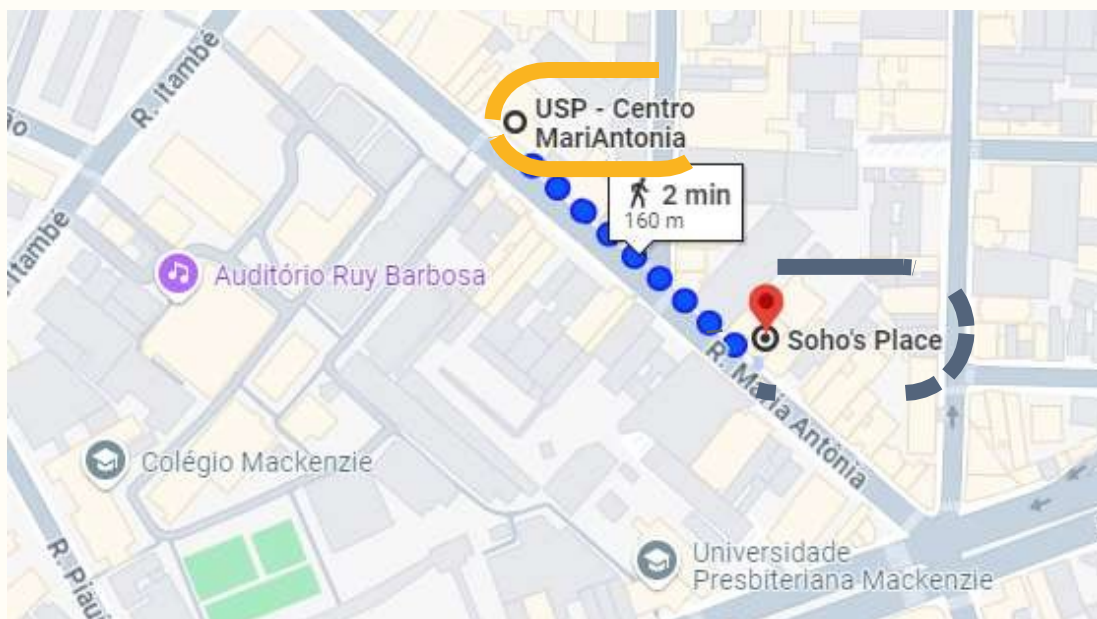 R. Itambé
USP - Centro
MariAntonia
2 min
160 m
Itambé
Auditório Ruy Barbosa
Soho's Place
R. Maria Antônia
Colégio Mackenzie
Universidade
Presbiteriana Mackenzie
R. Piauí